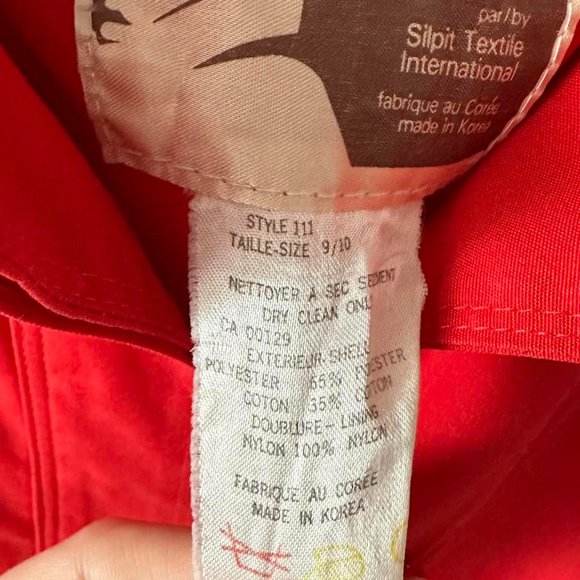 par/by
Silpit Textile
International
fabrique au Corée
made in Korea
STYLE 111
TAILLE-SIZE 9/10
NETTOYER À SEC SEMENT
DRY CLEAN ONLY
CA 00129
EXTERIEUR-SHELL
POLYESTER 65% POLYESTER
COTON 35% COTTON
DOUBLURE - LINING
NYLON 100% NYLON
FABRIQUE AU CORÉE
MADE IN KOREA